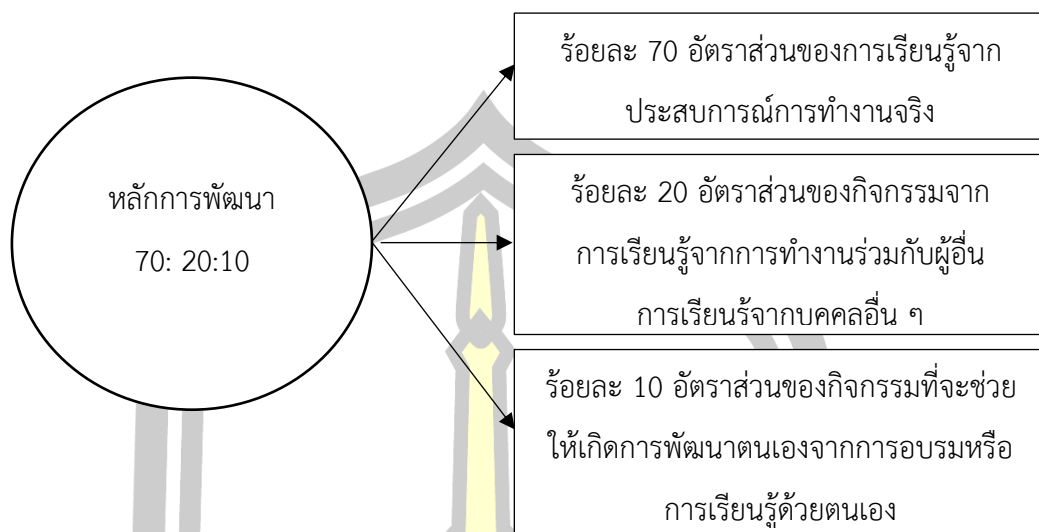 หลักการพัฒนา
70: 20:10
ร้อยละ 70 อัตราส่วนของการเรียนรู้จาก
ประสบการณ์การทำงานจริง
ร้อยละ 20 อัตราส่วนของกิจกรรมจาก
การเรียนรู้จากการทำงานร่วมกับผู้อื่น
การเรียนรู้จากบุคคลอื่น ๆ
ร้อยละ 10 อัตราส่วนของกิจกรรมที่จะช่วย
ให้เกิดการพัฒนาตนเองจากการอบรมหรือ
การเรียนรู้ด้วยตนเอง